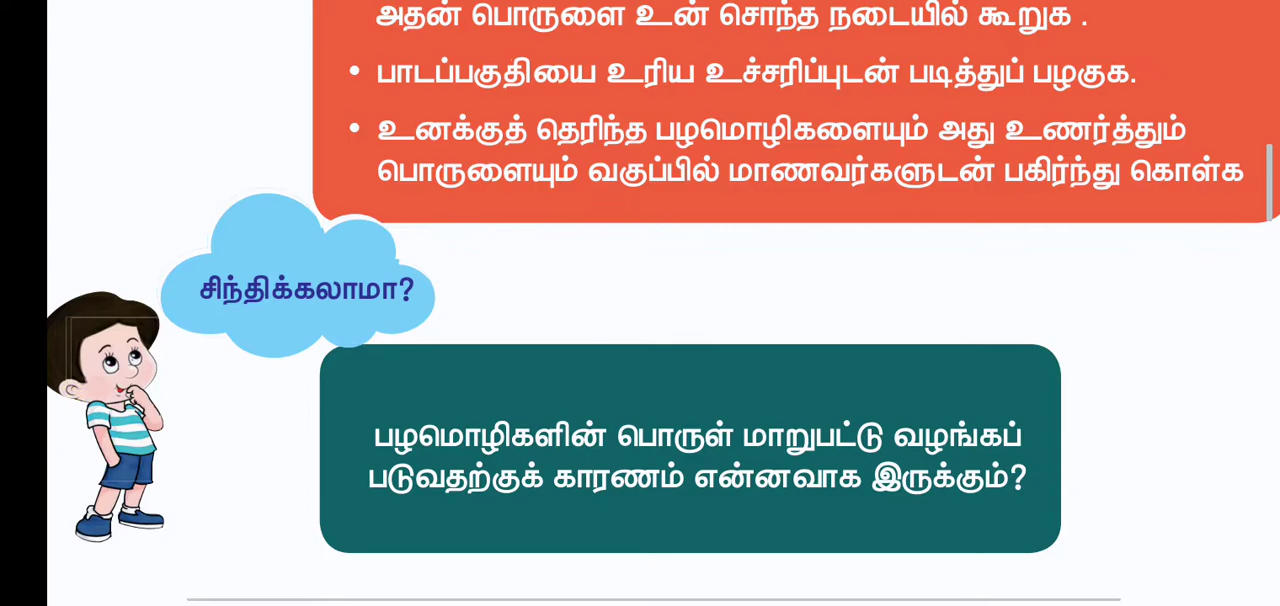 அதன் பொருளை உன் சொந்த நடையில் கூறுக .
• பாடப்பகுதியை உரிய உச்சரிப்புடன் படித்துப் பழகுக.
• உனக்குத் தெரிந்த பழமொழிகளையும் அது உணர்த்தும்
பொருளையும் வகுப்பில் மாணவர்களுடன் பகிர்ந்து கொள்க
சிந்திக்கலாமா?
பழமொழிகளின் பொருள் மாறுபட்டு வழங்கப்
படுவதற்குக் காரணம் என்னவாக இருக்கும்?